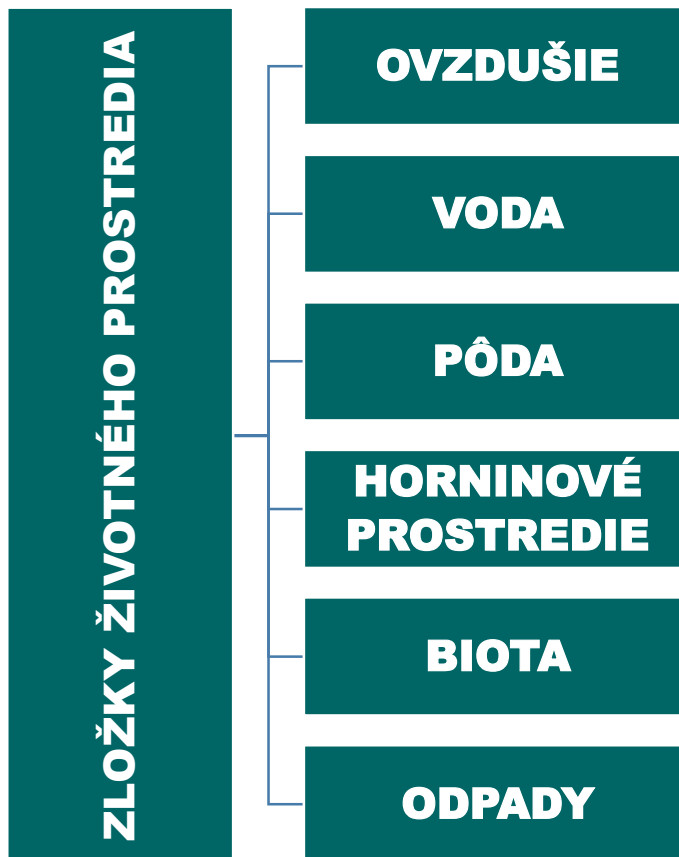 ZLOŽKY ŽIVOTNÉHO PROSTREDIA
OVZDUŠIE
VODA
PÔDA
HORNINOVÉ
PROSTREDIE
BIOTA
ODPADY